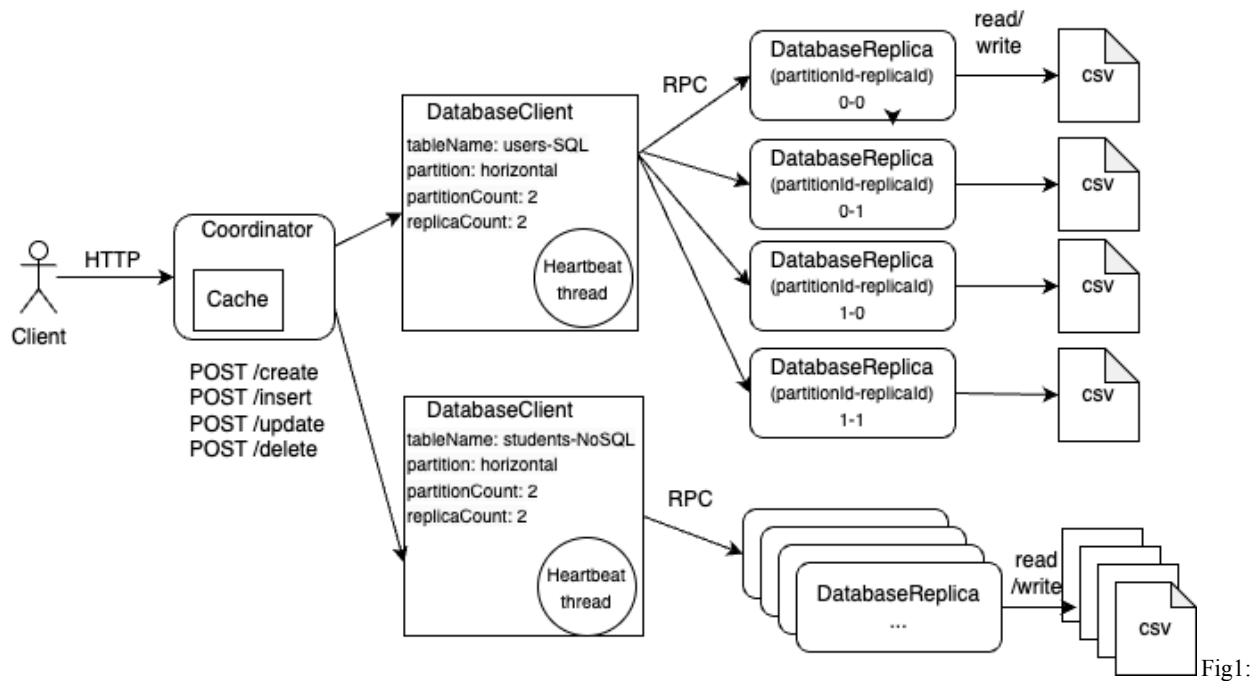 Client
HTTP
Coordinator
Cache
POST /create
POST /insert
POST /update
POST /delete
DatabaseClient
tableName: users-SQL
partition: horizontal
partitionCount: 2
replicaCount: 2
Heartbeat
thread
RPC
DatabaseReplica
(partitionId-replicaId)
0-0
read/
write
csv
DatabaseReplica
(partitionId-replicaId)
0-1
csv
DatabaseReplica
(partitionId-replicaId)
1-0
csv
DatabaseReplica
(partitionId-replicaId)
1-1
csv
DatabaseClient
tableName: students-NoSQL
partition: horizontal
partitionCount: 2
replicaCount: 2
Heartbeat
thread
RPC
DatabaseReplica
...
read
/write
csv
Fig1: